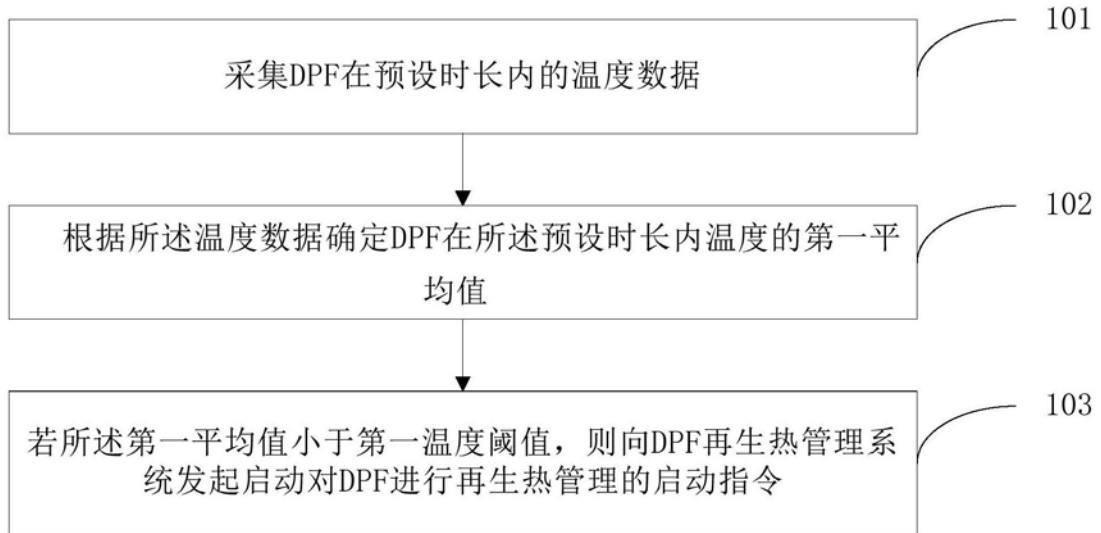 101
采集DPF在预设时长内的温度数据
102
根据所述温度数据确定DPF在所述预设时长内温度的第一平
均值
103
若所述第一平均值小于第一温度阈值，则向DPF再生热管理系
统发起启动对DPF进行再生热管理的启动指令